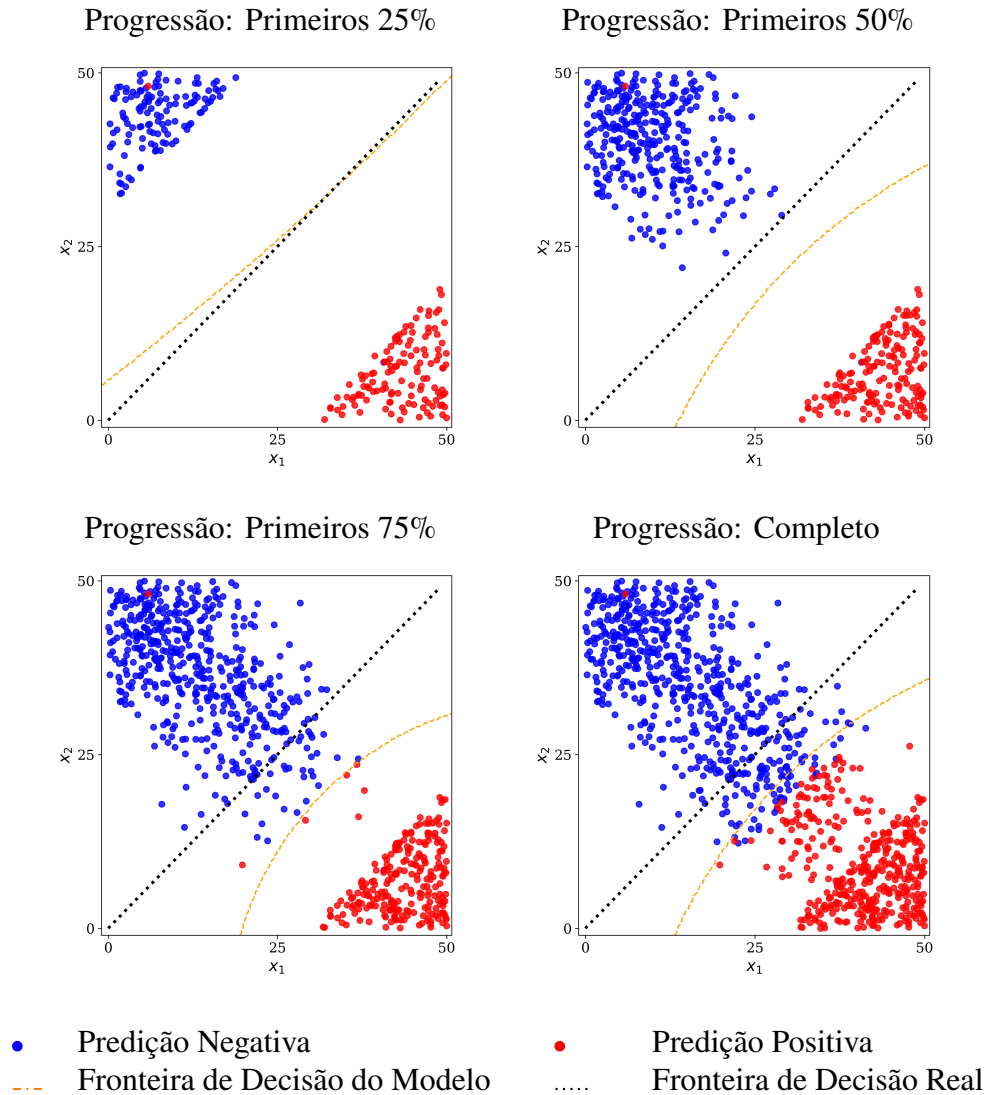 Progressão: Primeiros 25%
Progressão: Primeiros 50%
50
25
0
x₂
0
25
50
x₁
50
25
0
x₂
0
25
50
x₁
Progressão: Primeiros 75%
Progressão: Completo
50
25
0
x₂
0
25
50
x₁
50
25
0
x₂
0
25
50
x₁
Predição Negativa
Predição Positiva
Fronteira de Decisão do Modelo
Fronteira de Decisão Real